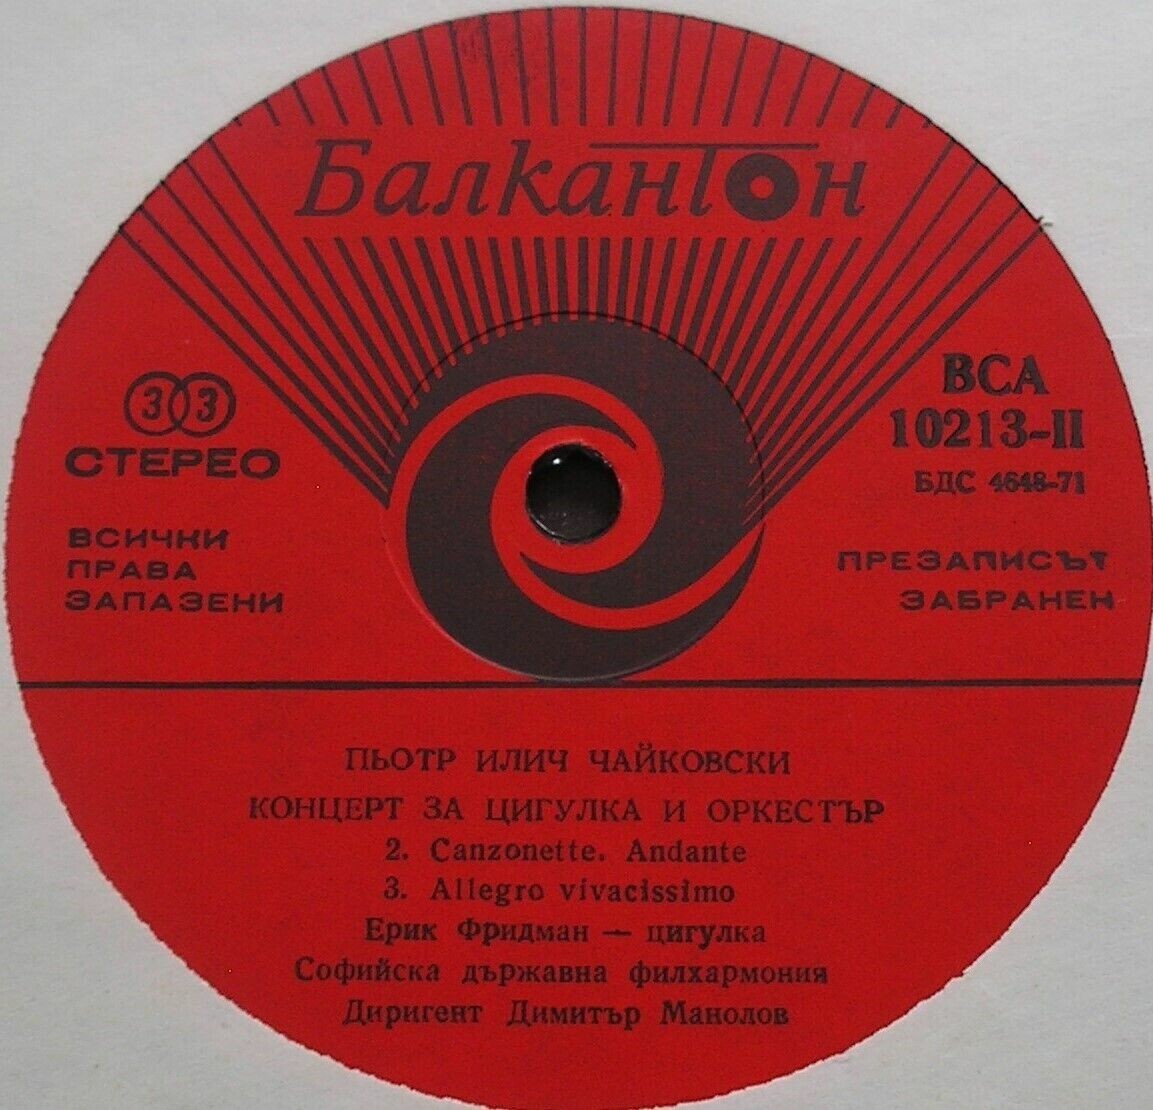 Балкантон
33
СТЕРЕО
ВСИЧКИ
ПРАВА
ЗАПАЗЕНИ
ВСА
10213-II
БДС 4648-71
ПРЕЗАПИСЪТ
ЗАБРАНЕН
ПЬОТР ИЛИЧ ЧАЙКОВСКИ
КОНЦЕРТ ЗА ЦИГУЛКА И ОРКЕСТЪР
2. Canzonette. Andante
3. Allegro vivacissimo
Ерик Фридман — цигулка
Софийска държавна филхармония
Диригент Димитър Манолов